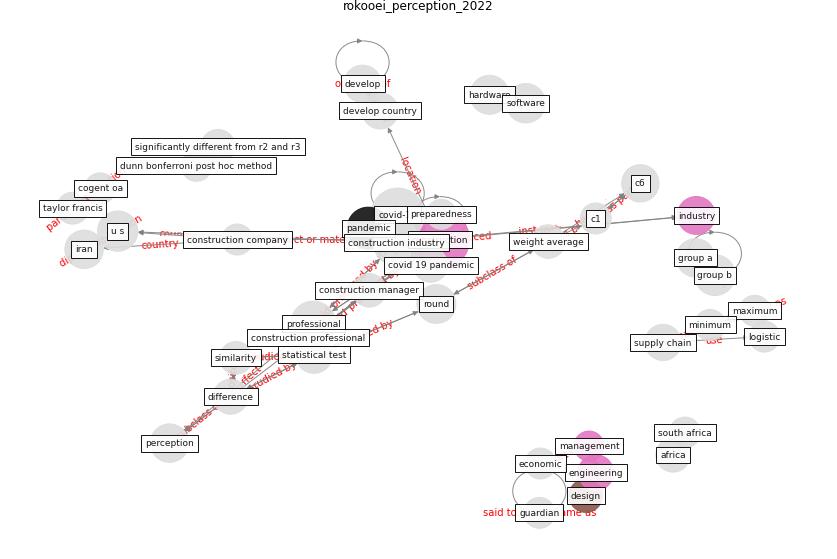 rokooei_perception_2022
develop
develop country
hardware
software
location
significantly different from r2 and r3
dunn bonferroni post hoc method
cogent oa
taylor francis
c6
covid-
preparedness
c1
industry
pandemic
u s
iran
country
construction company
construction industry
weight average
group a
group b
covid 19 pandemic
subclass of
construction manager
round
maximum
professional
minimum
construction professional
logistic
supply chain
use
similarity
statistical test
difference
perception
south africa
management
africa
economic
engineering
design
guardian
said to
me as